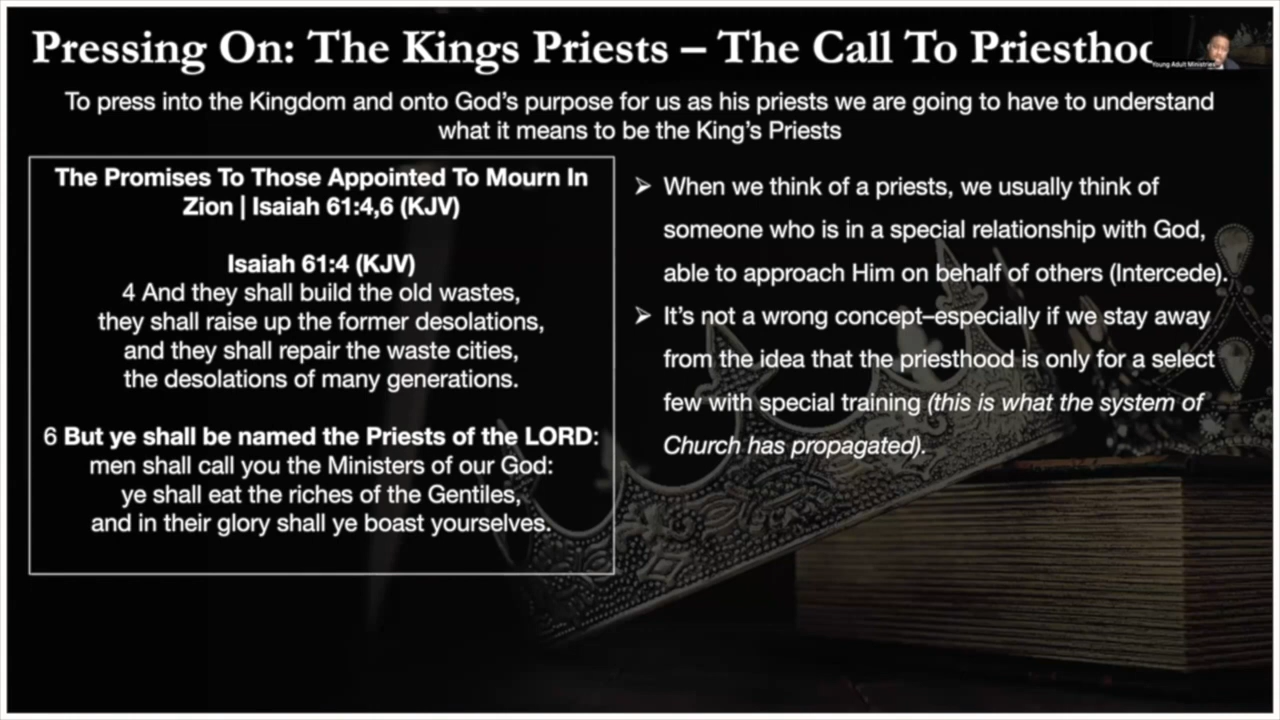 Pressing On: The Kings Priests – The Call To Priesthoo
Young Adult Ministries
To press into the Kingdom and onto God's purpose for us as his priests we are going to have to understand
what it means to be the King's Priests
The Promises To Those Appointed To Mourn In
Zion | Isaiah 61:4,6 (KJV)
Isaiah 61:4 (KJV)
4 And they shall build the old wastes,
they shall raise up the former desolations,
and they shall repair the waste cities,
the desolations of many generations.
6 But ye shall be named the Priests of the LORD:
men shall call you the Ministers of our God:
ye shall eat the riches of the Gentiles,
and in their glory shall ye boast yourselves.
➢ When we think of a priests, we usually think of
someone who is in a special relationship with God,
able to approach Him on behalf of others (Intercede).
➢ It's not a wrong concept–especially if we stay away
from the idea that the priesthood is only for a select
few with special training (this is what the system of
Church has propagated).